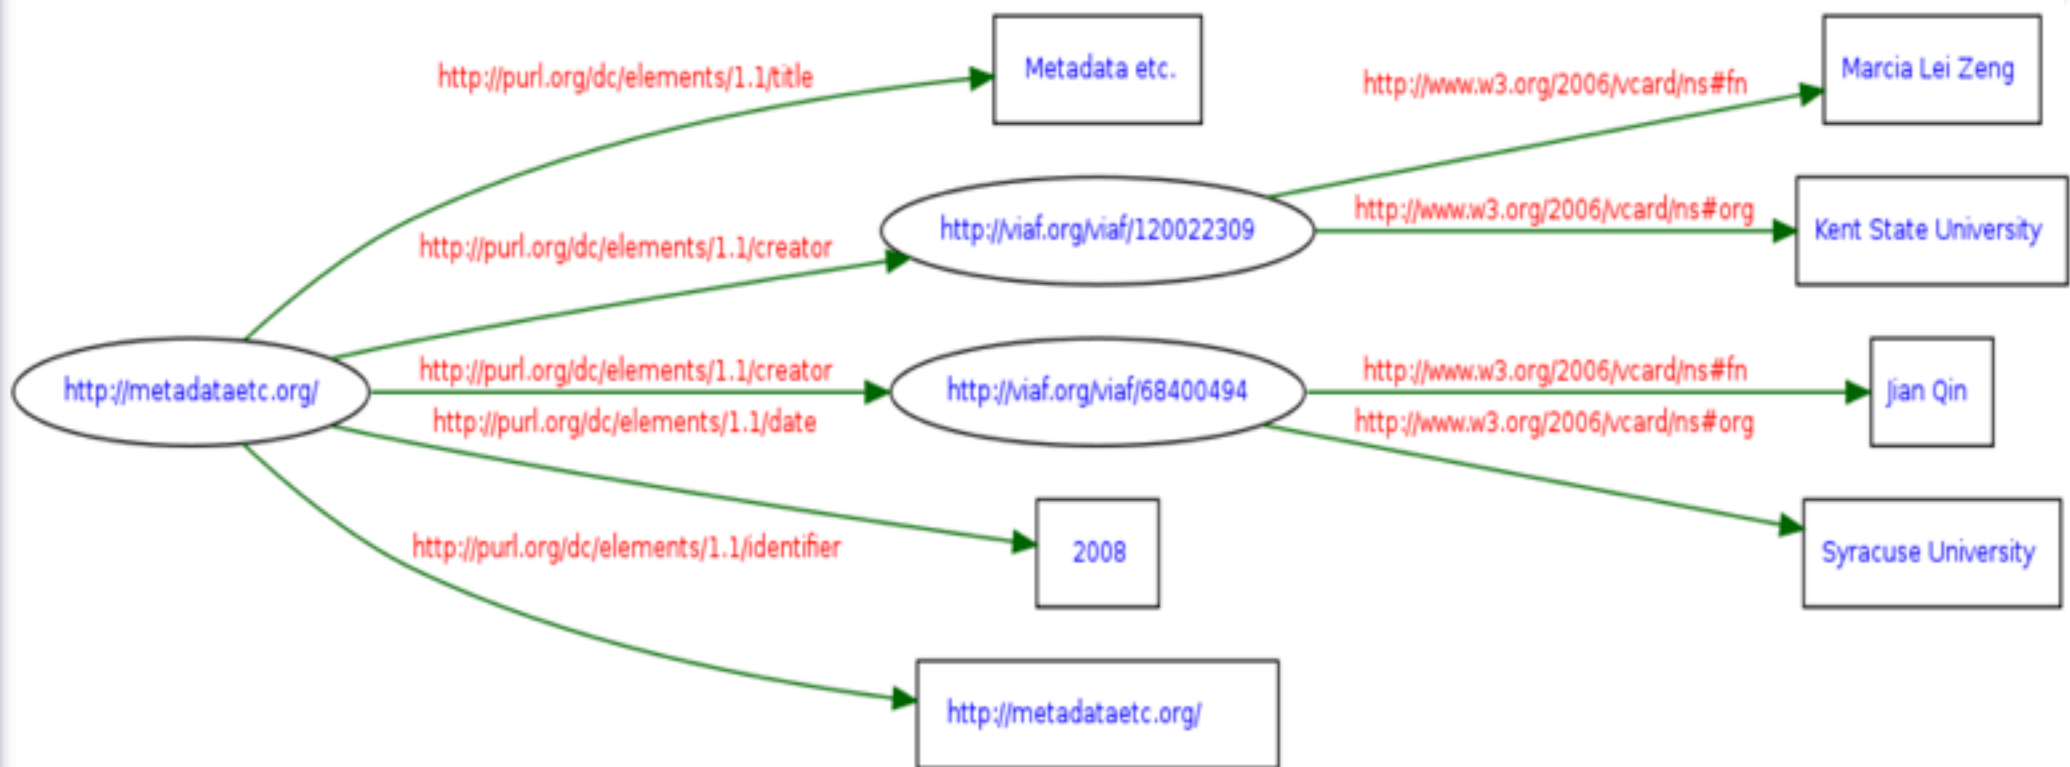 http://purl.org/dc/elements/1.1/title
Metadata etc.
http://www.w3.org/2006/vcard/ns#fn
Marcia Lei Zeng
http://purl.org/dc/elements/1.1/creator
http://viaf.org/viaf/120022309
http://www.w3.org/2006/vcard/ns#org
Kent State University
http://metadataetc.org/
http://purl.org/dc/elements/1.1/creator
http://viaf.org/viaf/68400494
http://www.w3.org/2006/vcard/ns#fn
Jian Qin
http://purl.org/dc/elements/1.1/date
http://www.w3.org/2006/vcard/ns#org
2008
Syracuse University
http://purl.org/dc/elements/1.1/identifier
http://metadataetc.org/